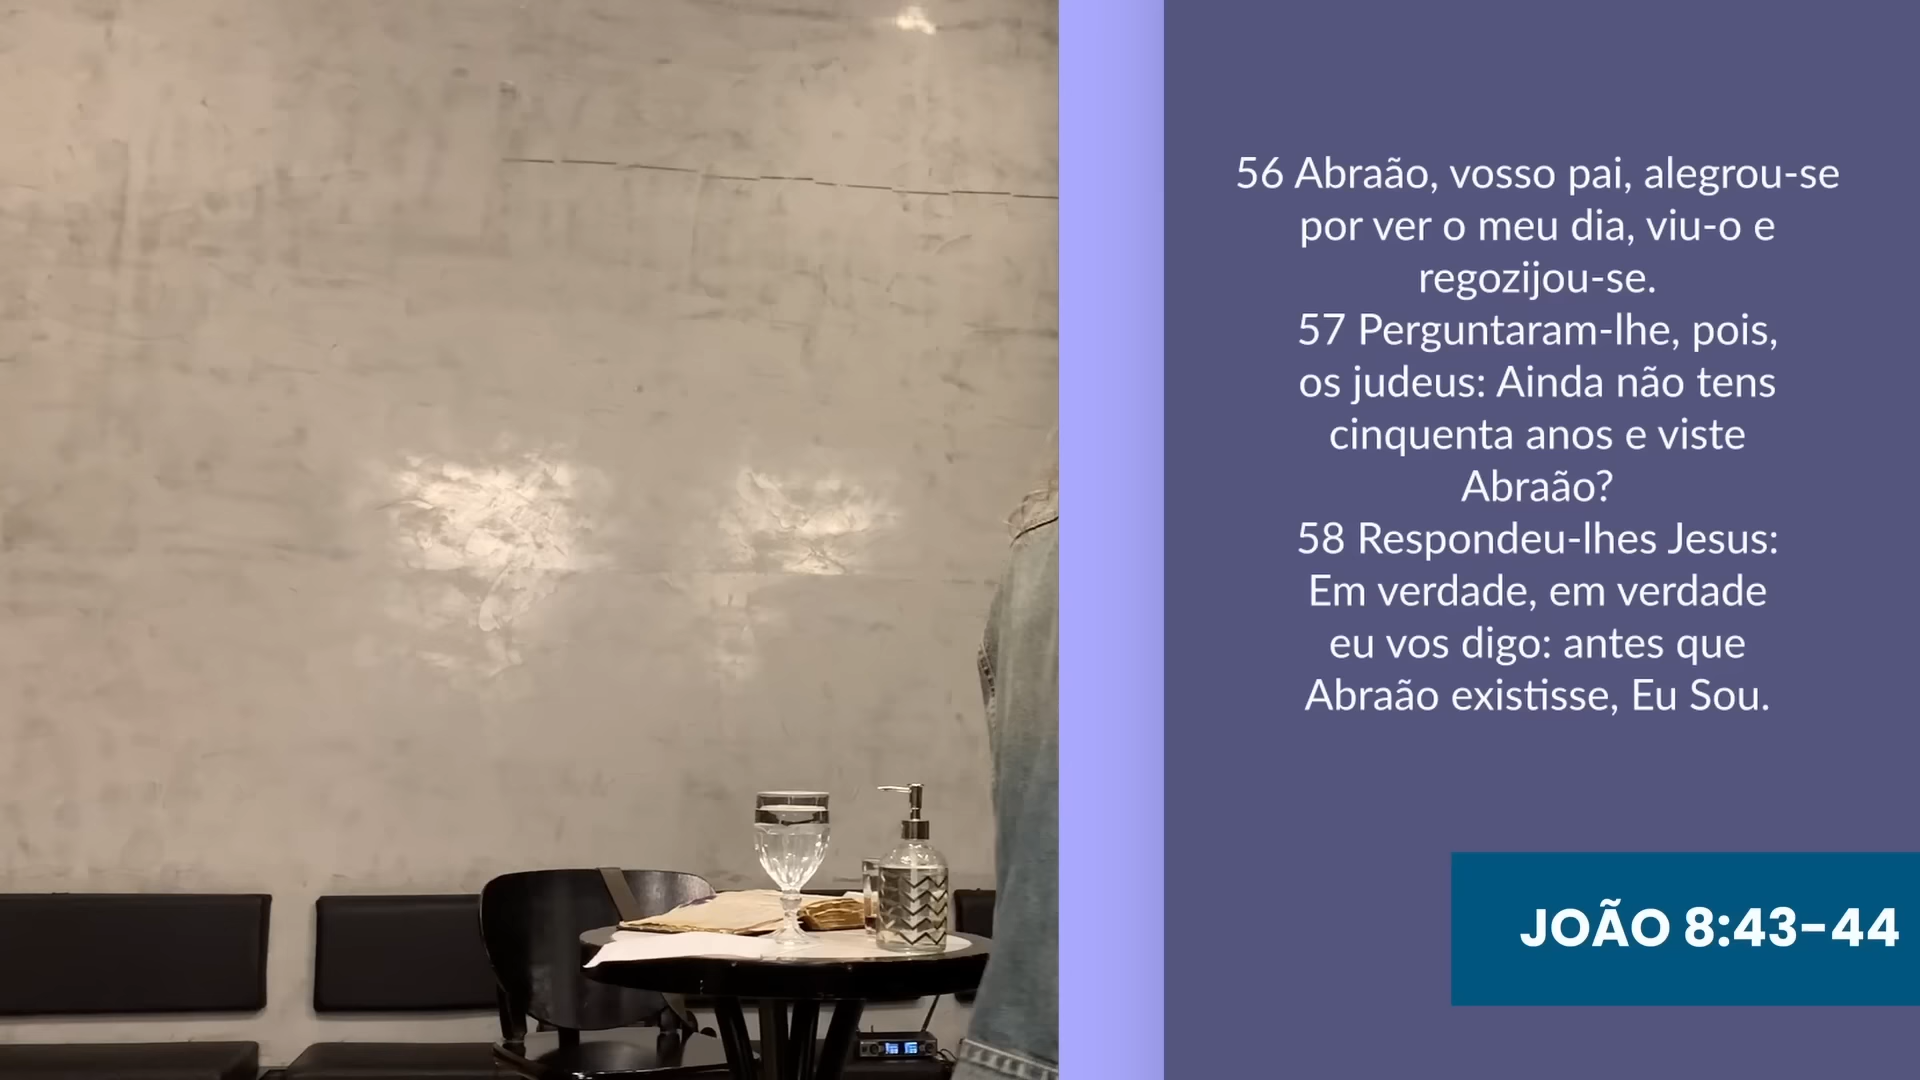 56 Abraão, vosso pai, alegrou-se
por ver o meu dia, viu-o e
regozijou-se.
57 Perguntaram-lhe, pois,
os judeus: Ainda não tens
cinquenta anos e viste
Abraão?
58 Respondeu-lhes Jesus:
Em verdade, em verdade
eu vos digo: antes que
Abraão existisse, Eu Sou.
JOÃO 8:43-44